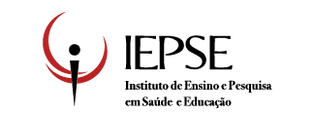 IEPSE
Instituto de Ensino e Pesquisa
em Saúde e Educação